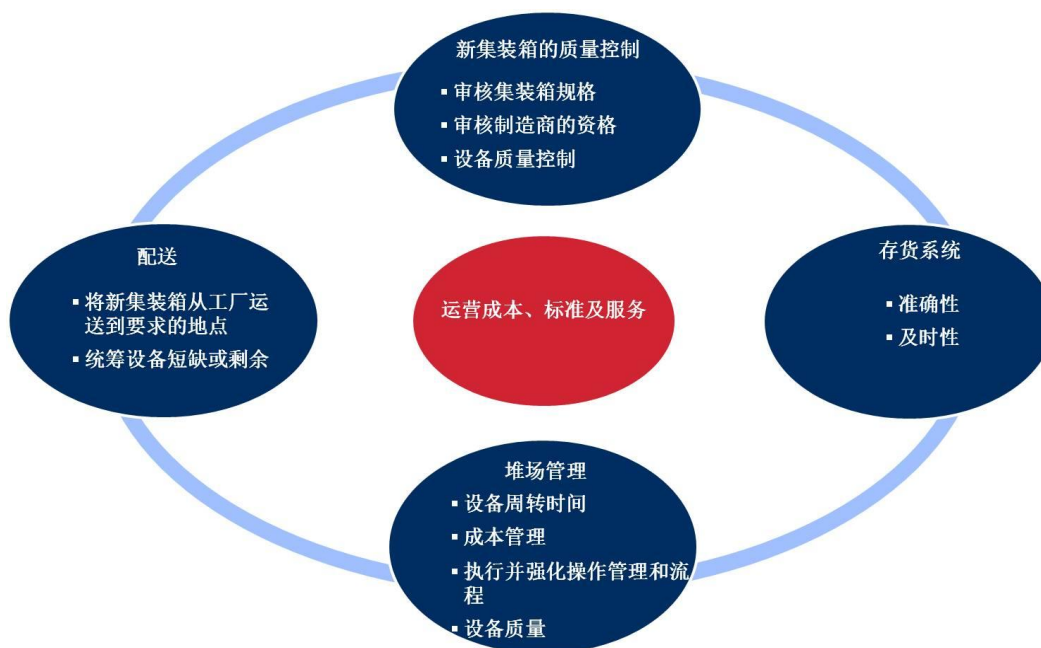 新集装箱的质量控制
▪ 审核集装箱规格
▪ 审核制造商的资格
▪ 设备质量控制
配送
▪ 将新集装箱从工厂运
送到要求的地点
▪ 统筹设备短缺或剩余
运营成本、标准及服务
存货系统
▪ 准确性
▪ 及时性
堆场管理
▪ 设备周转时间
▪ 成本管理
▪ 执行并强化操作管理和流
程
▪ 设备质量